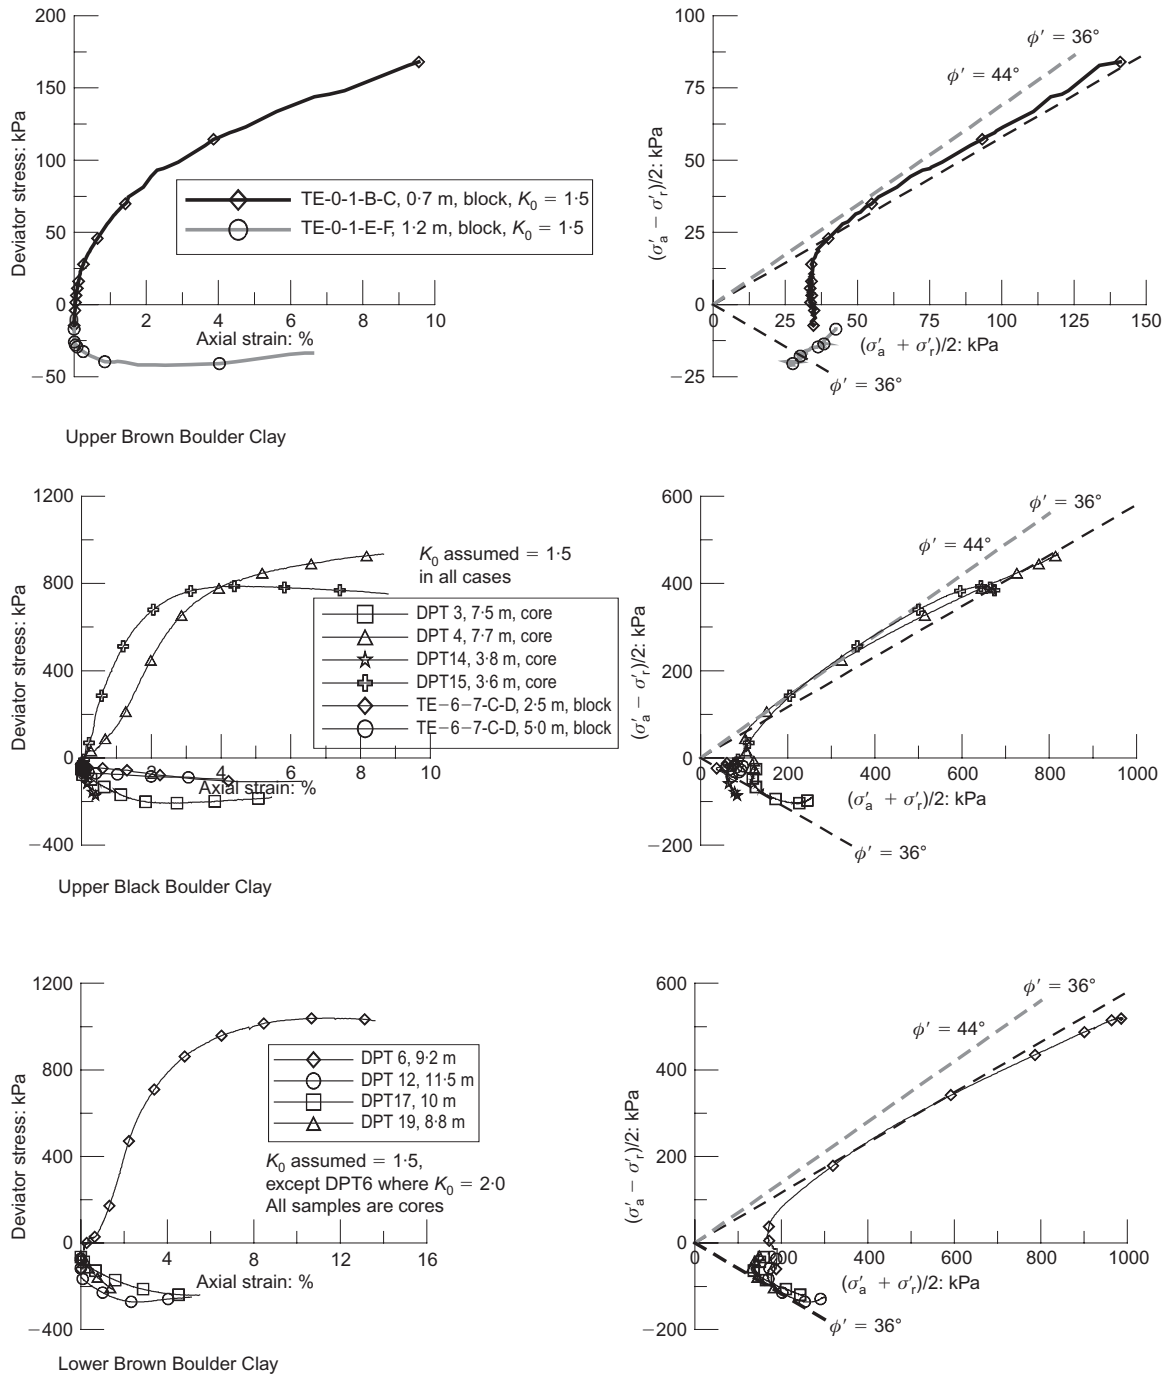 200
150
100
50
0
−50
Deviator stress: kPa
2
4
6
8
10
Axial strain: %
TE-0-1-B-C, 0·7 m, block, K0 = 1·5
TE-0-1-E-F, 1·2 m, block, K0 = 1·5
Upper Brown Boulder Clay
100
75
50
25
0
−25
(σ′a − σ′r)/2: kPa
0
25
50
75
100
125
150
(σ′a + σ′r)/2: kPa
ϕ′ = 36°
ϕ′ = 44°
ϕ′ = 36°
1200
800
400
0
−400
Deviator stress: kPa
2
4
6
8
10
Axial strain: %
K0 assumed = 1·5
in all cases
DPT 3, 7·5 m, core
DPT 4, 7·7 m, core
DPT14, 3·8 m, core
DPT15, 3·6 m, core
TE−6−7-C-D, 2·5 m, block
TE−6−7-C-D, 5·0 m, block
Upper Black Boulder Clay
600
400
200
0
−200
(σ′a − σ′r)/2: kPa
0
200
400
600
800
1000
(σ′a + σ′r)/2: kPa
ϕ′ = 36°
ϕ′ = 44°
ϕ′ = 36°
1200
800
400
0
−400
Deviator stress: kPa
0
4
8
12
16
Axial strain: %
DPT 6, 9·2 m
DPT 12, 11·5 m
DPT17, 10 m
DPT 19, 8·8 m
K0 assumed = 1·5,
except DPT6 where K0 = 2·0
All samples are cores
Lower Brown Boulder Clay
600
400
200
0
−200
(σ′a − σ′r)/2: kPa
0
200
400
600
800
1000
(σ′a + σ′r)/2: kPa
ϕ′ = 36°
ϕ′ = 44°
ϕ′ = 36°